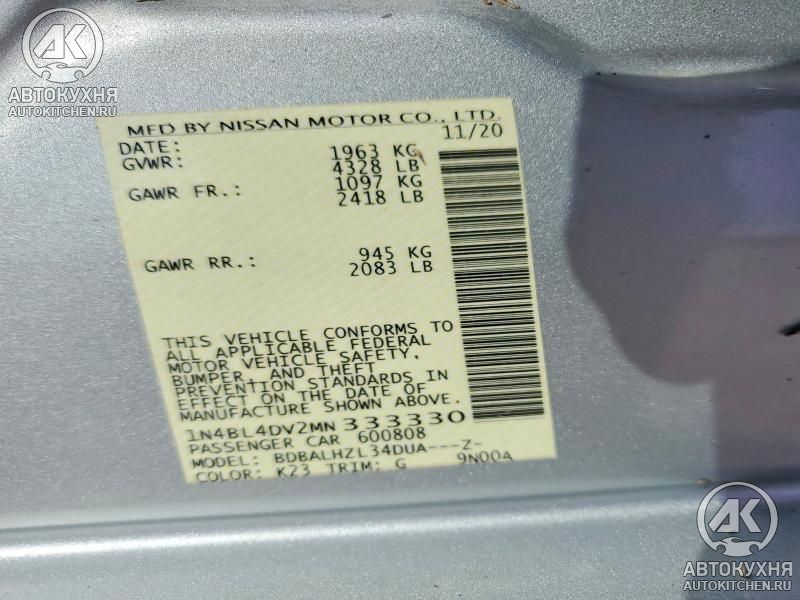 АК
АВТОКУХНЯ
AUTOKITCHEN.RU
MFD BY NISSAN MOTOR CO., LTD.
DATE: 11/20
GVWR: 1963 KG
4328 LB
GAWR FR.: 1097 KG
2418 LB
GAWR RR.: 945 KG
2083 LB
THIS VEHICLE CONFORMS TO
ALL APPLICABLE FEDERAL
MOTOR VEHICLE SAFETY,
BUMPER, AND THEFT
PREVENTION STANDARDS IN
EFFECT ON THE DATE OF
MANUFACTURE SHOWN ABOVE.
1N4BL4DV2MN333330
PASSENGER CAR 600808
MODEL: BDBALHZL34DUA---Z-
COLOR: K23 TRIM: G 9N00A
АК
АВТОКУХНЯ
AUTOKITCHEN.RU